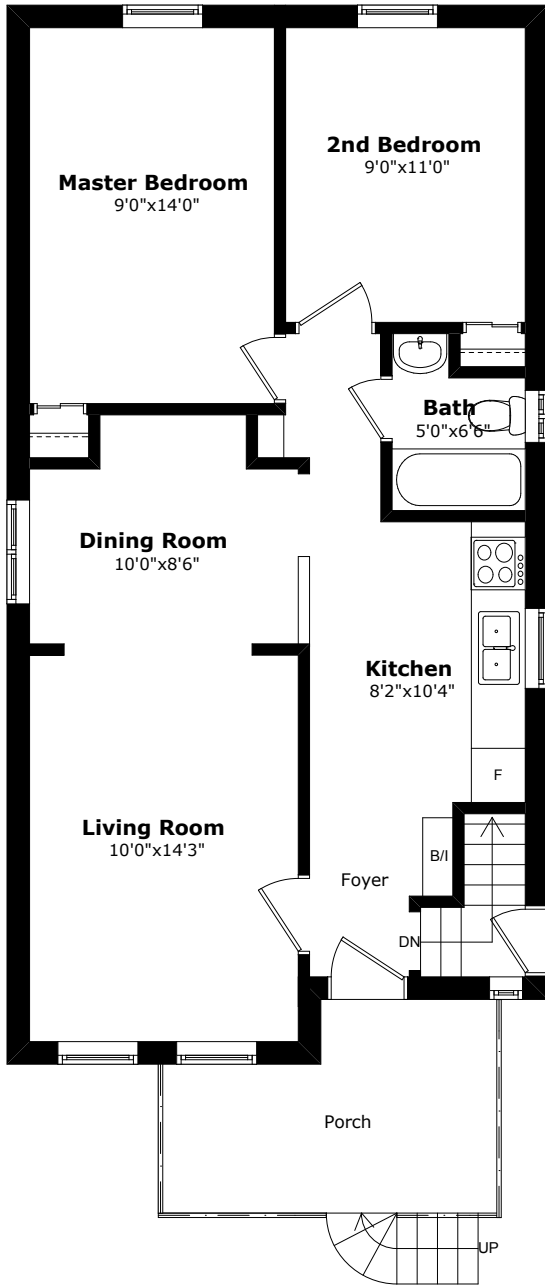 2nd Bedroom
9'0"x11'0"
Master Bedroom
9'0"x14'0"
Bath
5'0"x6'6"
Dining Room
10'0"x8'6"
Kitchen
8'2"x10'4"
F
Living Room
10'0"x14'3"
B/I
Foyer
DN
Porch
UP